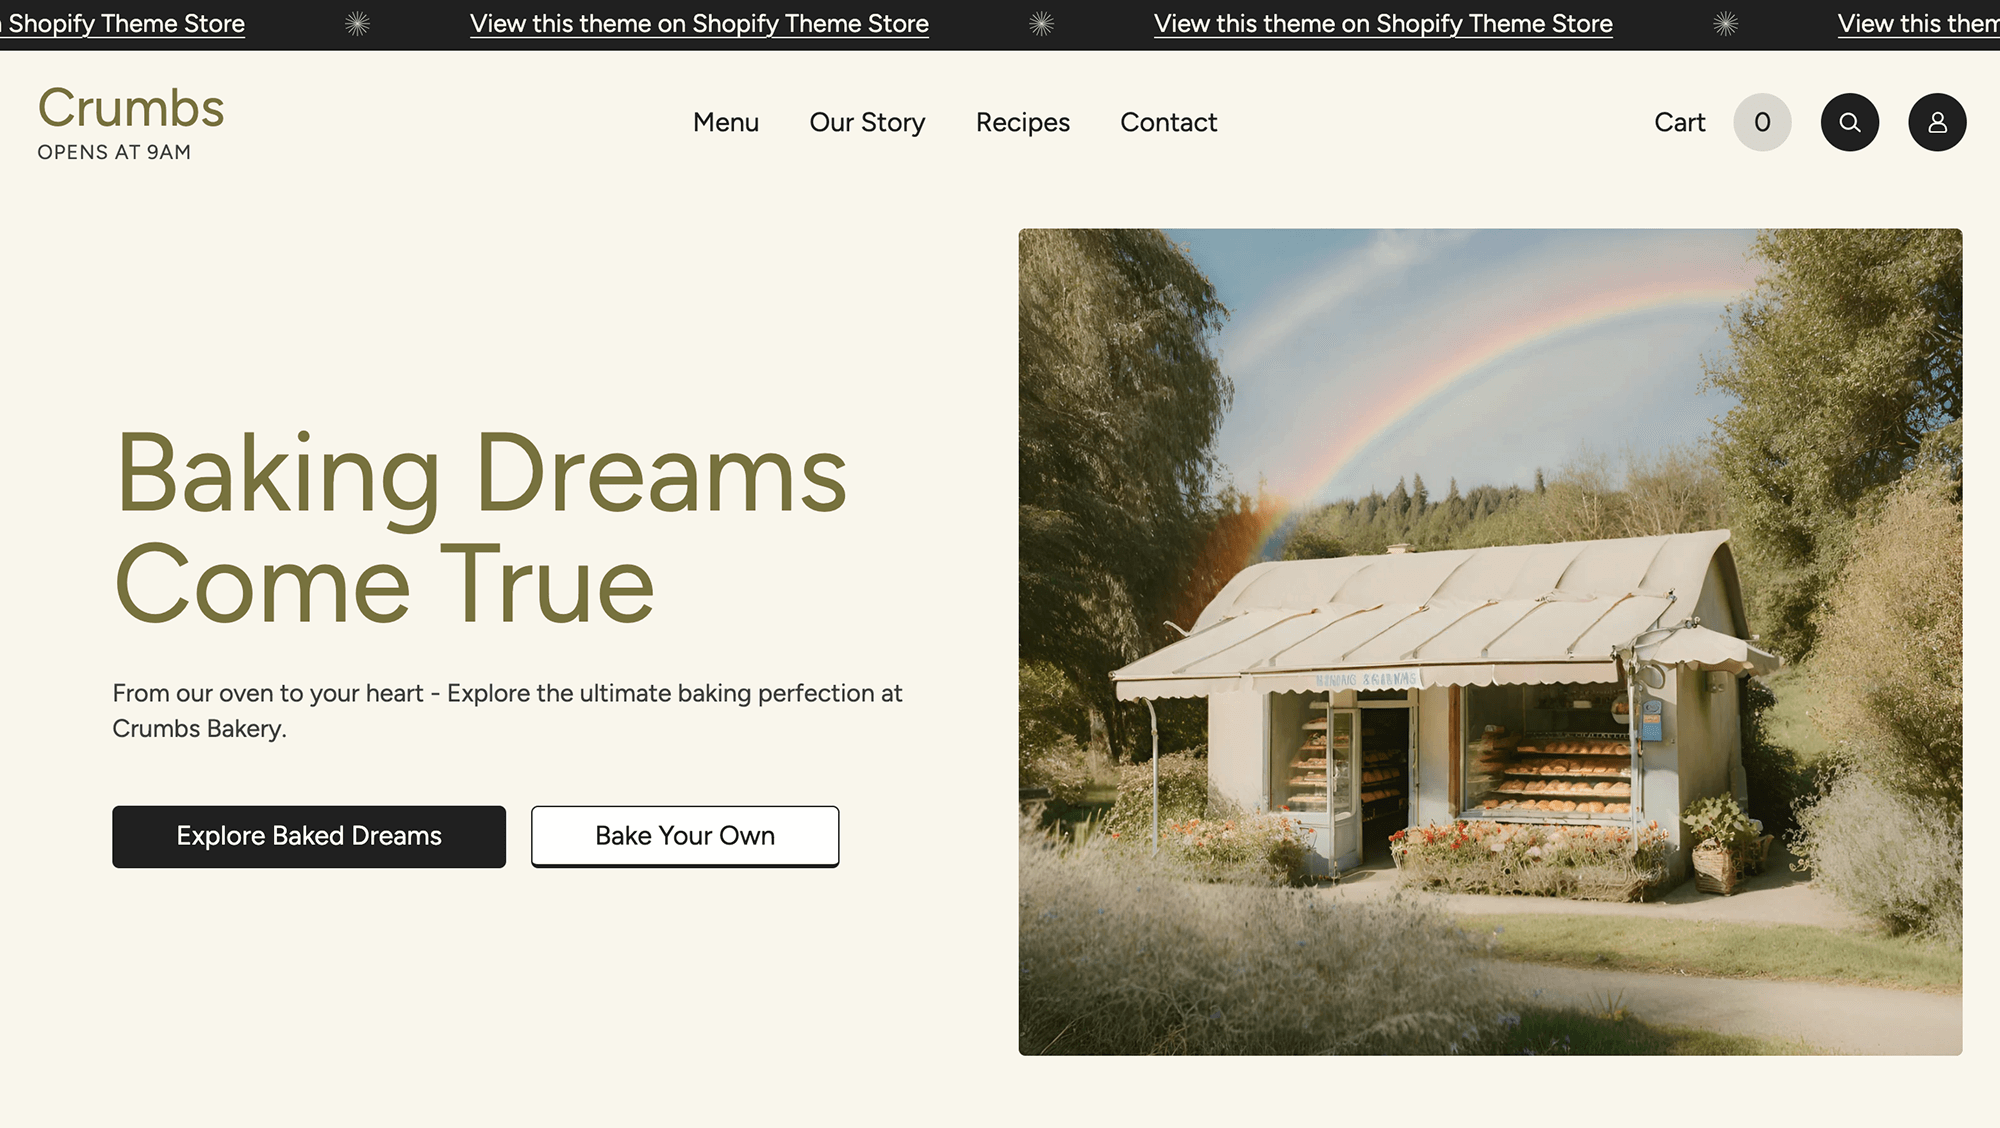 n Shopify Theme Store View this theme on Shopify Theme Store View this theme on Shopify Theme Store View this them
Crumbs
OPENS AT 9AM
Menu Our Story Recipes Contact
Cart 0
Baking Dreams
Come True
From our oven to your heart - Explore the ultimate baking perfection at
Crumbs Bakery.
Explore Baked Dreams Bake Your Own